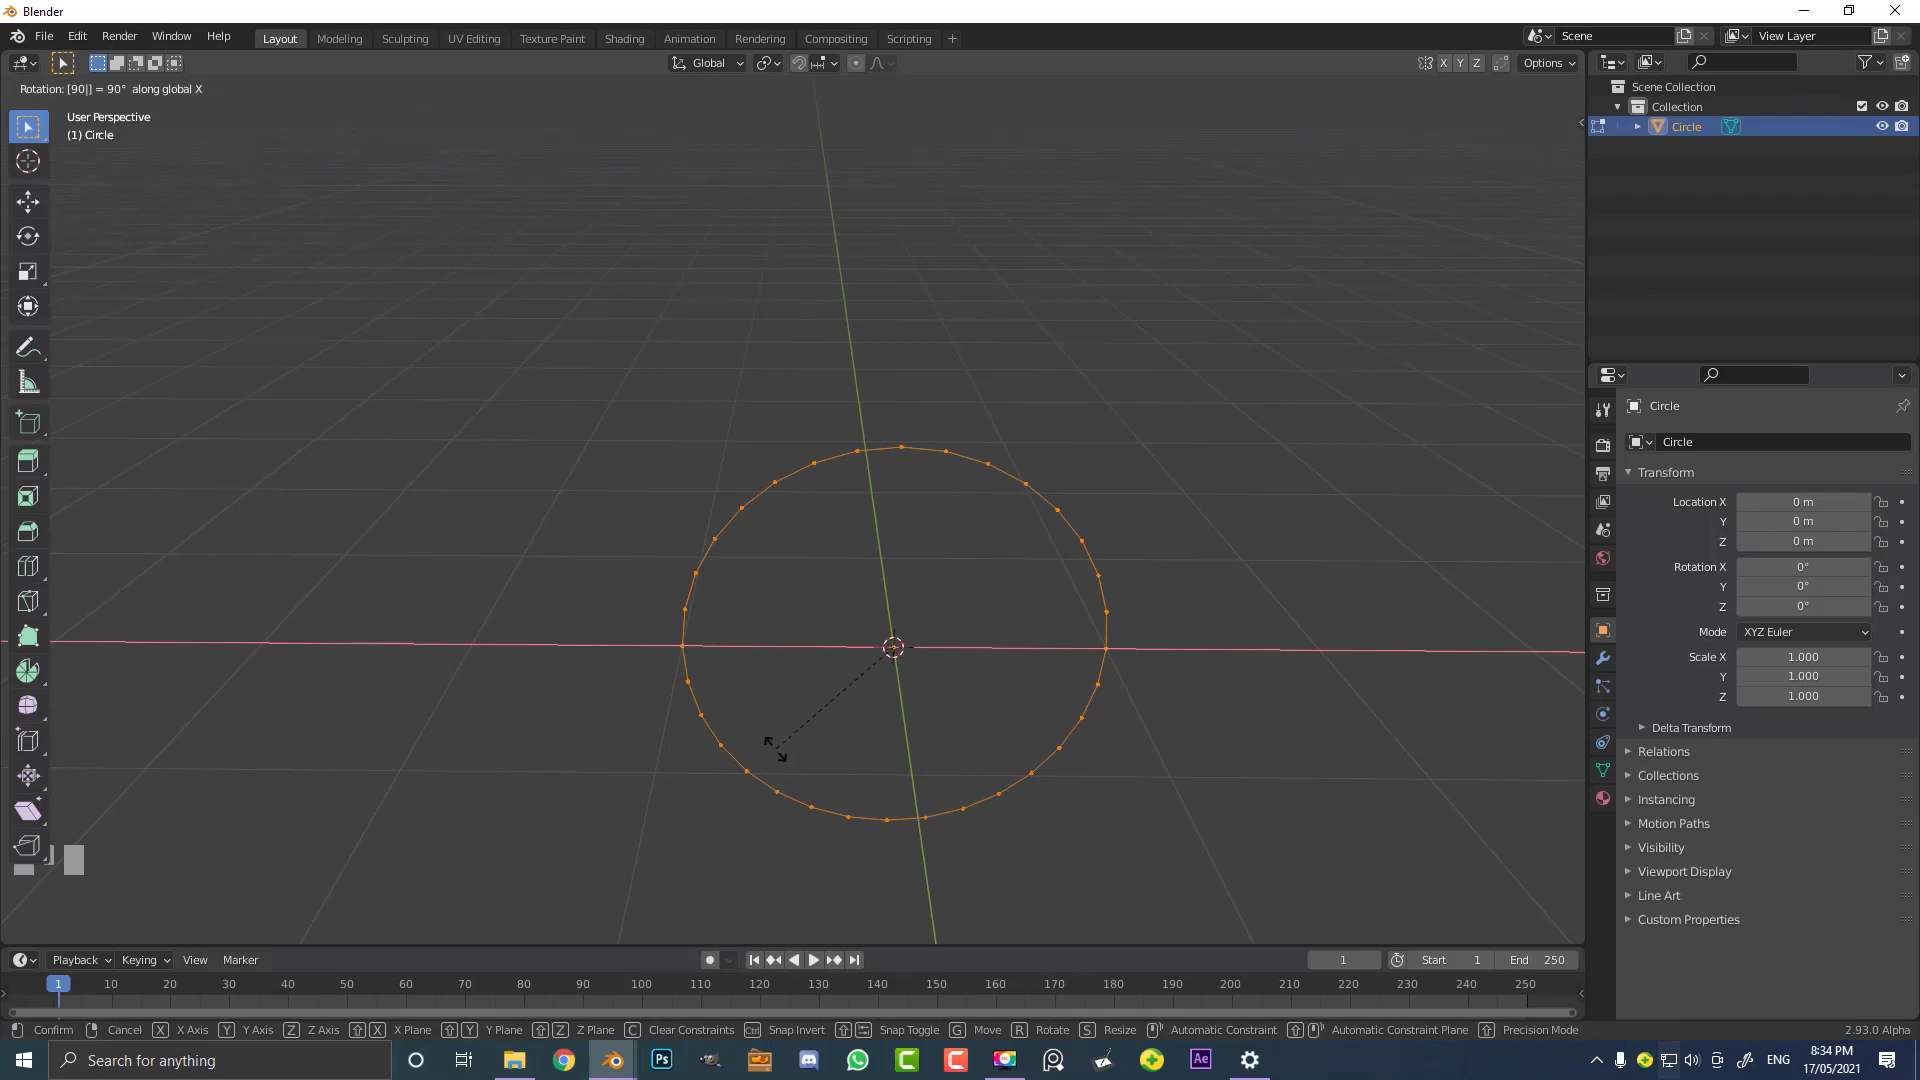 Blender
File Edit Render Window Help Layout Modeling Sculpting UV Editing Texture Paint Shading Animation Rendering Compositing Scripting + Scene View Layer
Global X Y Z Options
Rotation: [90|] = 90° along global X
User Perspective
(1) Circle
Scene Collection
Collection
Circle
Circle
Circle
Transform
Location X 0 m
Y 0 m
Z 0 m
Rotation X 0°
Y 0°
Z 0°
Mode XYZ Euler
Scale X 1.000
Y 1.000
Z 1.000
Delta Transform
Relations
Collections
Instancing
Motion Paths
Visibility
Viewport Display
Line Art
Custom Properties
Playback Keying View Marker 1 Start 1 End 250
1 10 20 30 40 50 60 70 80 90 100 110 120 130 140 150 160 170 180 190 200 210 220 230 240 250
Confirm Cancel X X Axis Y Y Axis Z Z Axis X X Plane Y Y Plane Z Z Plane C Clear Constraints Ctrl Snap Invert Snap Toggle G Move R Rotate S Resize Automatic Constraint Automatic Constraint Plane Precision Mode 2.93.0 Alpha
Search for anything Ps Ae ENG 8:34 PM
17/05/2021